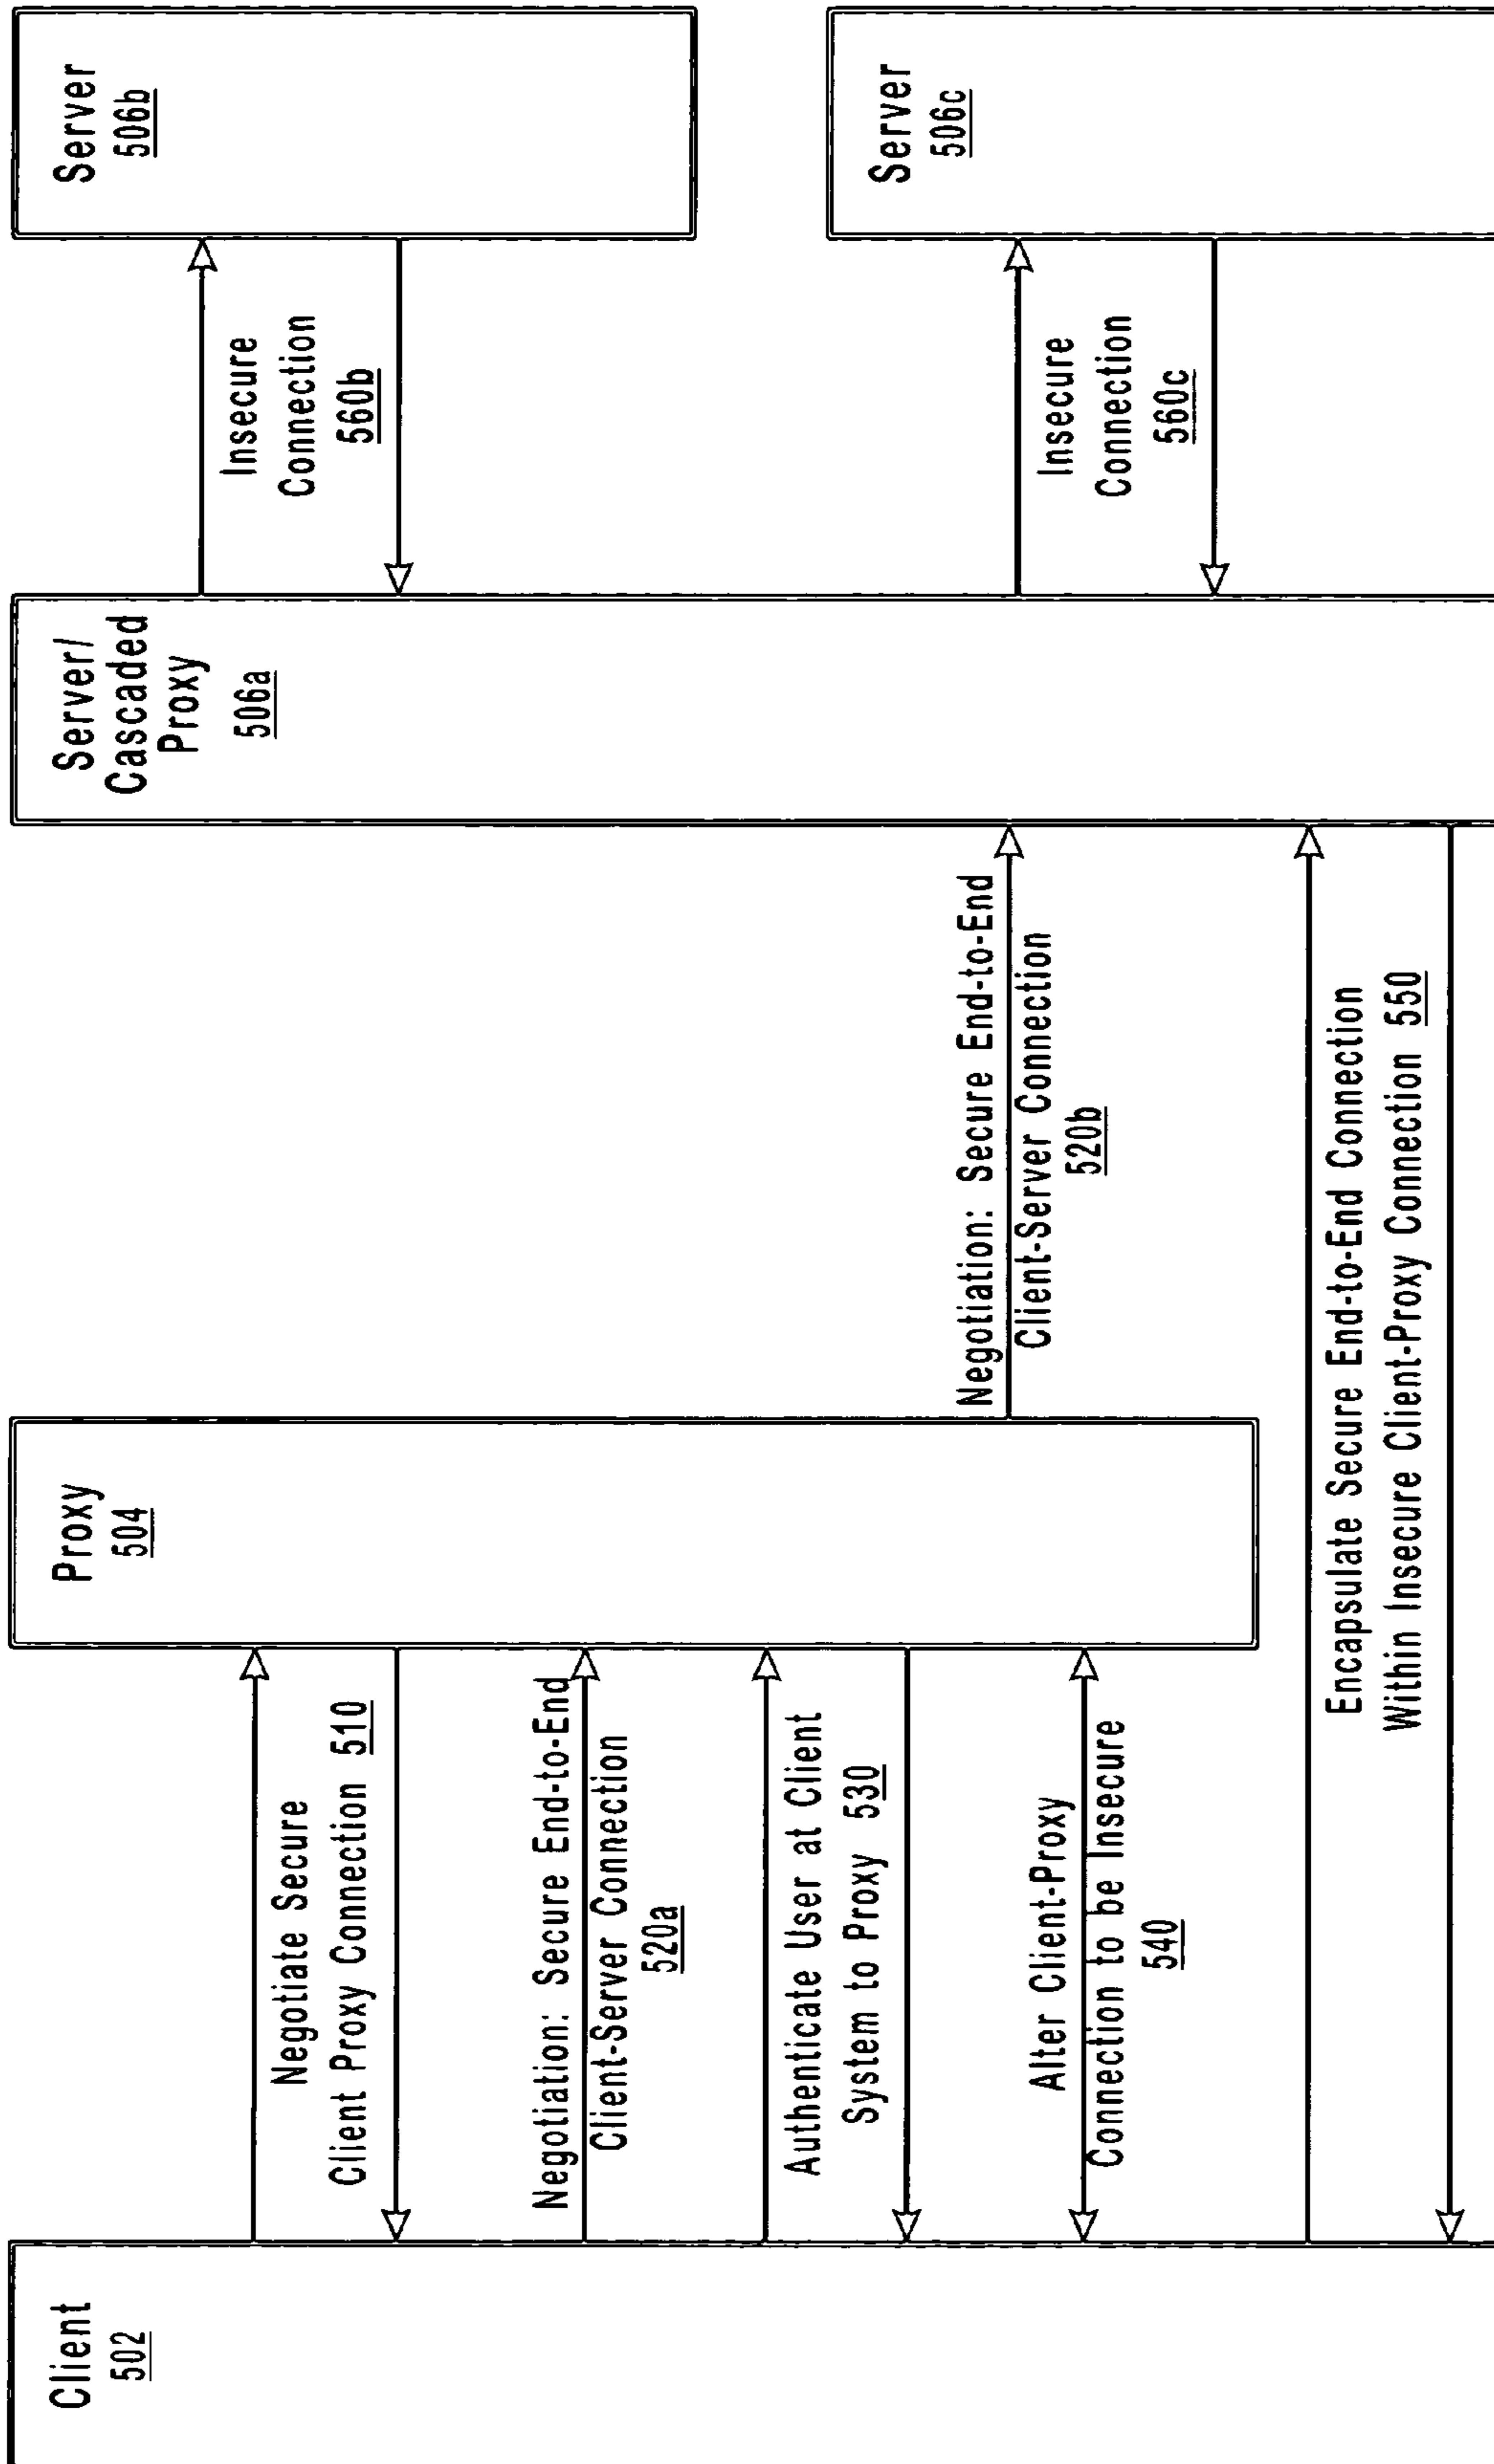 Client
502
Proxy
504
Server/
Cascaded
Proxy
506a
Server
506b
Server
506c
Negotiate Secure
Client Proxy Connection 510
Negotiation: Secure End-to-End
Client-Server Connection
520a
Authenticate User at Client
System to Proxy 530
Alter Client-Proxy
Connection to be Insecure
540
Negotiation: Secure End-to-End
Client-Server Connection
520b
Encapsulate Secure End-to-End Connection
Within Insecure Client-Proxy Connection 550
Insecure
Connection
560b
Insecure
Connection
560c